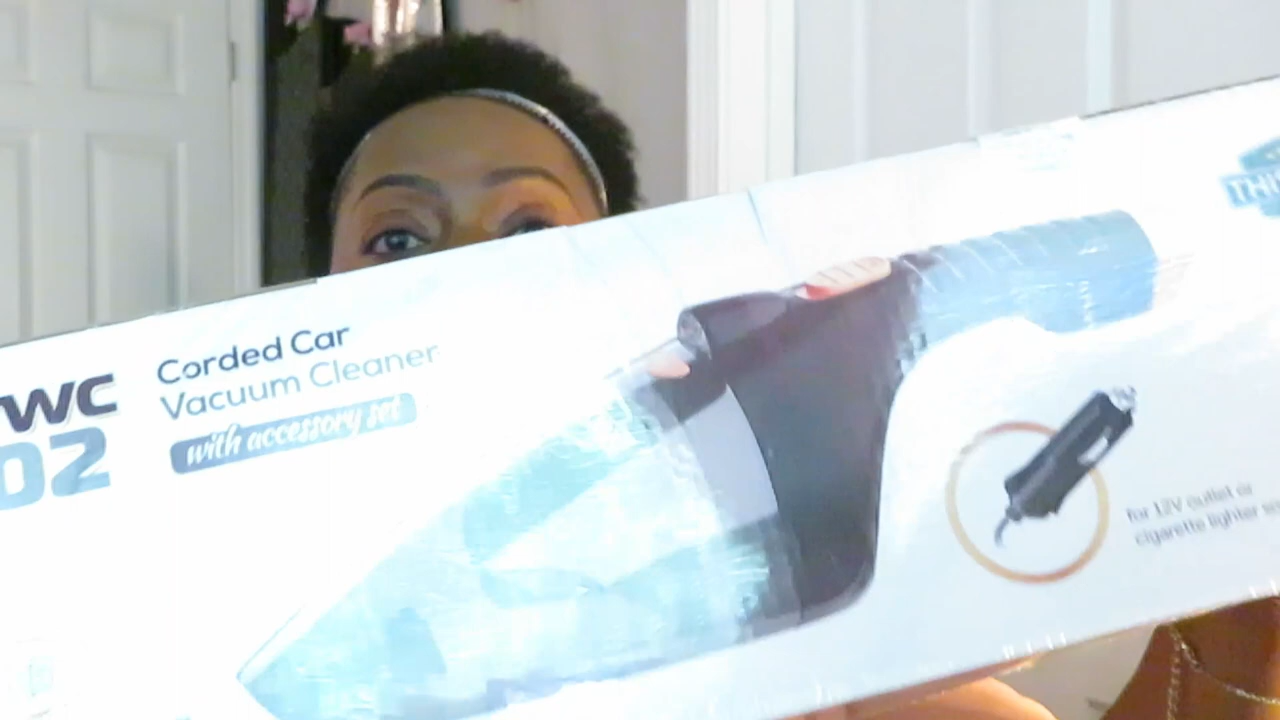 Corded Car
Vacuum Cleaner
with accessory set
WC
02
for 12V outlet or
cigarette lighter